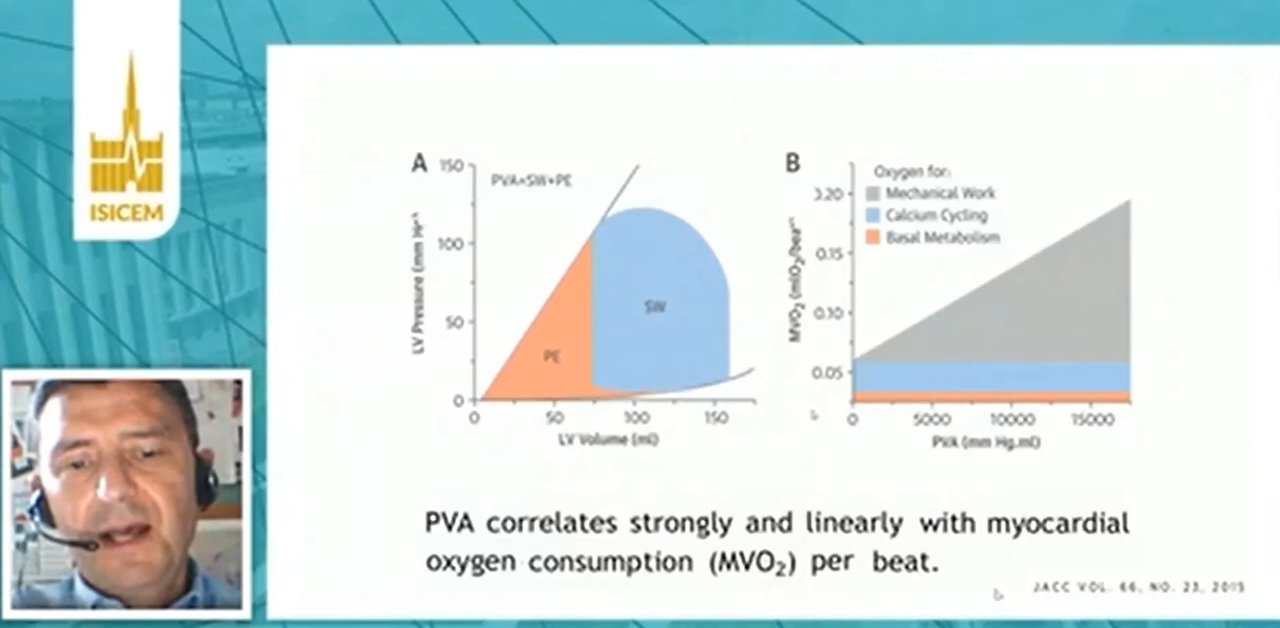 ISICEM
A
150
100
50
0
PVA=SW+PE
SW
PE
LV Pressure (mm Hg)
0 50 100 150
LV Volume (ml)
B
Oxygen for:
Mechanical Work
Calcium Cycling
Basal Metabolism
0.20
0.15
0.10
0.05
MVO₂ (mlO₂/beat)
0 5000 10000 15000
PVA (mm Hg.ml)
PVA correlates strongly and linearly with myocardial
oxygen consumption (MVO₂) per beat.
JACC VOL. 66, NO. 23, 2015